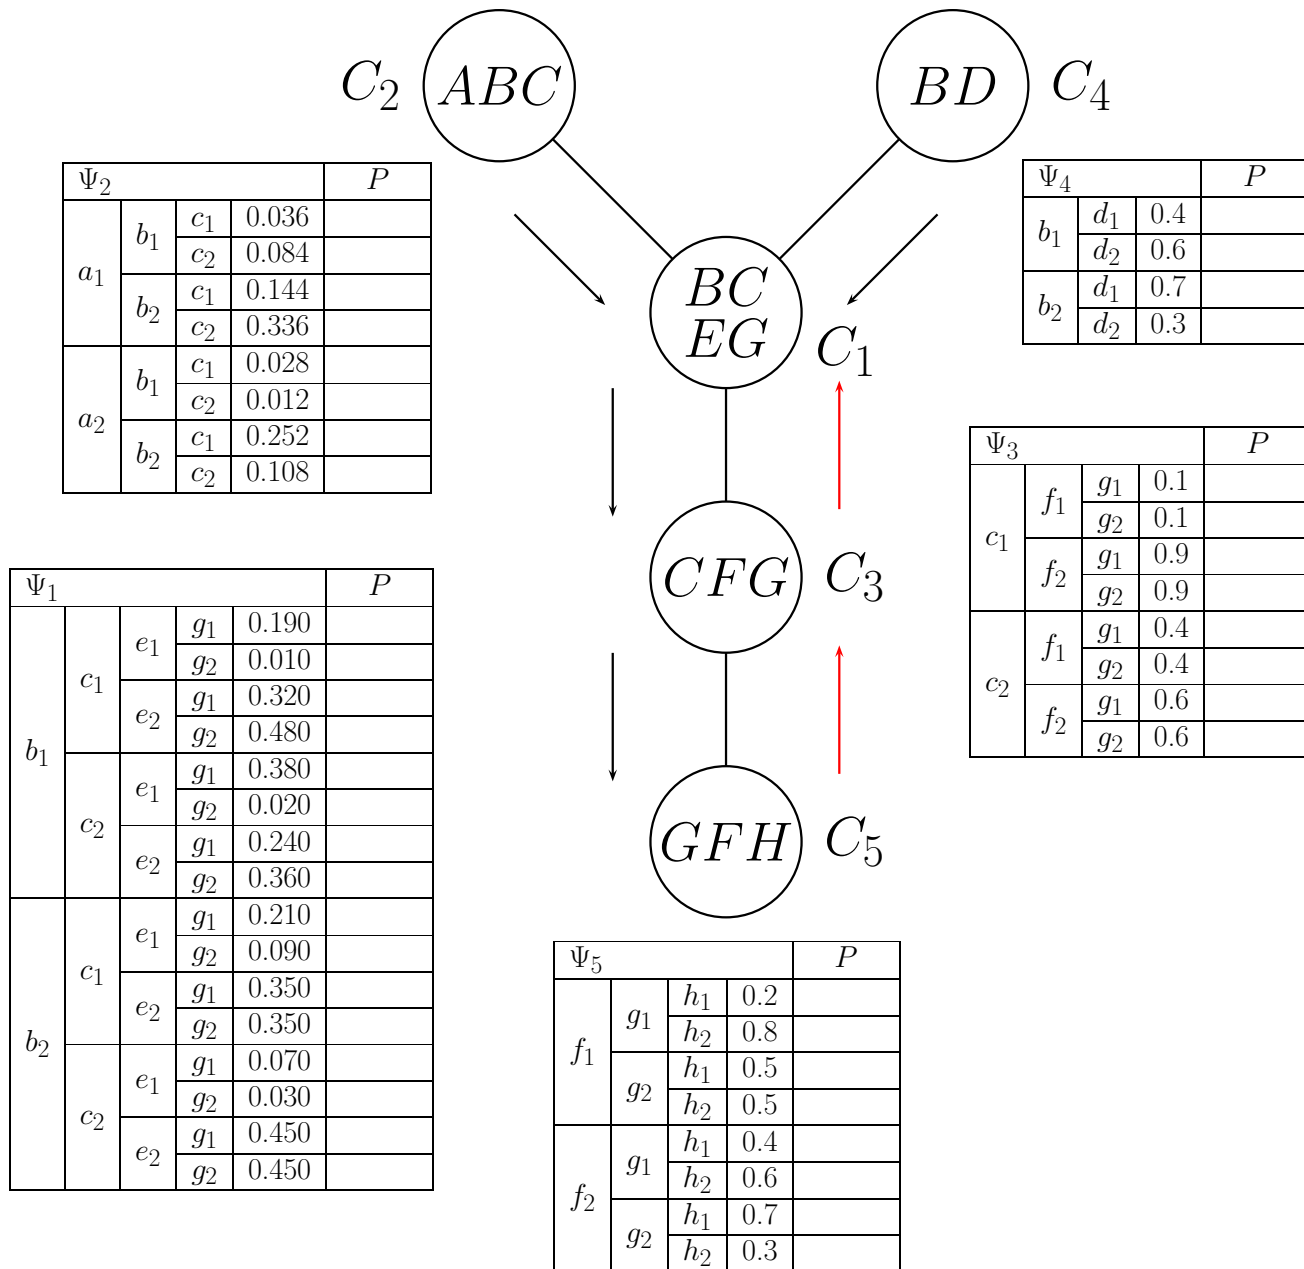 C2 ABC
BD C4
Ψ2 P
a1 b1 c1 0.036
c2 0.084
b2 c1 0.144
c2 0.336
a2 b1 c1 0.028
c2 0.012
b2 c1 0.252
c2 0.108
Ψ4 P
b1 d1 0.4
d2 0.6
b2 d1 0.7
d2 0.3
BC
EG
C1
Ψ3 P
c1 f1 g1 0.1
g2 0.1
f2 g1 0.9
g2 0.9
c2 f1 g1 0.4
g2 0.4
f2 g1 0.6
g2 0.6
CFG C3
Ψ1 P
b1 c1 e1 g1 0.190
g2 0.010
e2 g1 0.320
g2 0.480
c2 e1 g1 0.380
g2 0.020
e2 g1 0.240
g2 0.360
b2 c1 e1 g1 0.210
g2 0.090
e2 g1 0.350
g2 0.350
c2 e1 g1 0.070
g2 0.030
e2 g1 0.450
g2 0.450
GFH C5
Ψ5 P
f1 g1 h1 0.2
h2 0.8
g2 h1 0.5
h2 0.5
f2 g1 h1 0.4
h2 0.6
g2 h1 0.7
h2 0.3